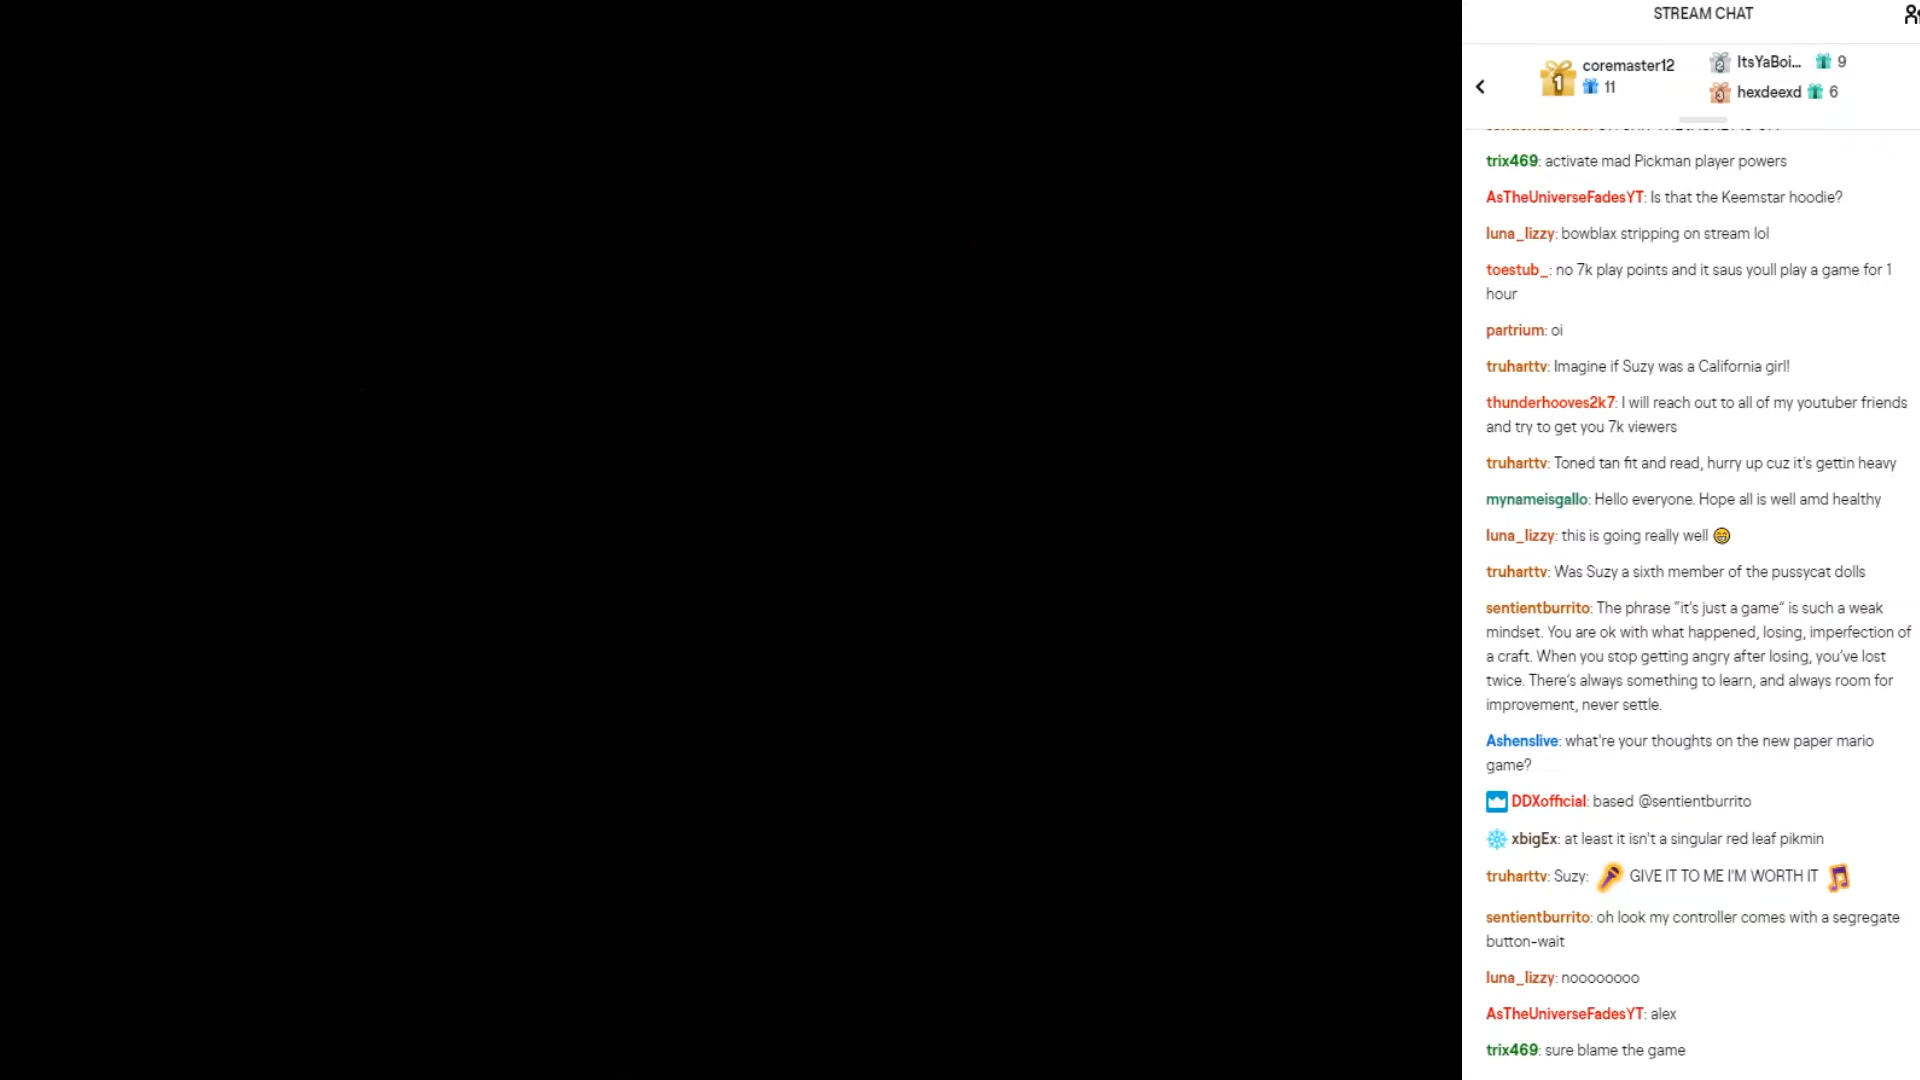 STREAM CHAT
coremaster12
11
ItsYaBoi... 9
hexdeexd 6
trix469: activate mad Pickman player powers
AsTheUniverseFadesYT: Is that the Keemstar hoodie?
luna_lizzy: bowblax stripping on stream lol
toestub_: no 7k play points and it saus youll play a game for 1
hour
partrium: oi
truharttv: Imagine if Suzy was a California girl!
thunderhooves2k7: I will reach out to all of my youtuber friends
and try to get you 7k viewers
truharttv: Toned tan fit and read, hurry up cuz it's gettin heavy
mynameisgallo: Hello everyone. Hope all is well amd healthy
luna_lizzy: this is going really well
truharttv: Was Suzy a sixth member of the pussycat dolls
sentientburrito: The phrase “it’s just a game” is such a weak
mindset. You are ok with what happened, losing, imperfection of
a craft. When you stop getting angry after losing, you’ve lost
twice. There’s always something to learn, and always room for
improvement, never settle.
Ashenslive: what're your thoughts on the new paper mario
game?
DDXofficial: based @sentientburrito
xbigEx: at least it isn't a singular red leaf pikmin
truharttv: Suzy: GIVE IT TO ME I'M WORTH IT
sentientburrito: oh look my controller comes with a segregate
button-wait
luna_lizzy: noooooooo
AsTheUniverseFadesYT: alex
trix469: sure blame the game